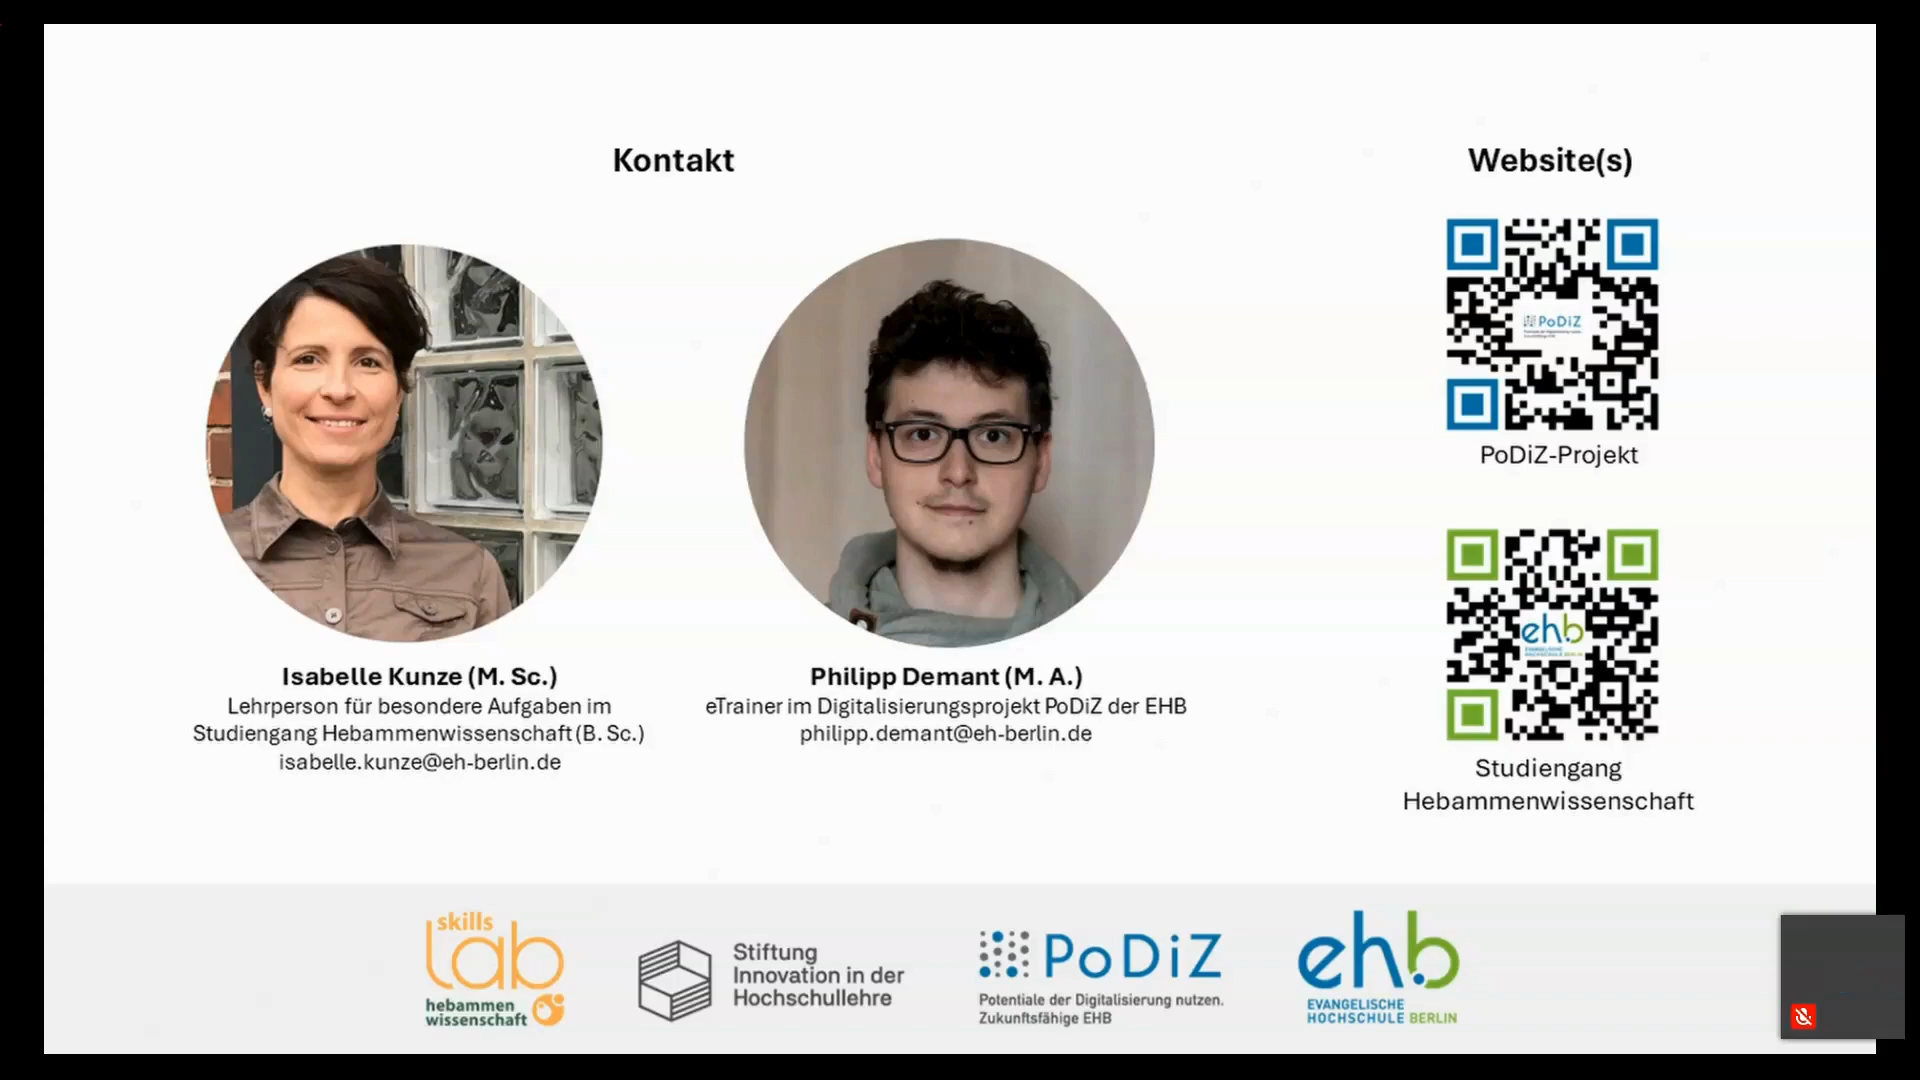 Kontakt
Isabelle Kunze (M. Sc.)
Lehrperson für besondere Aufgaben im
Studiengang Hebammenwissenschaft (B. Sc.)
isabelle.kunze@eh-berlin.de
Philipp Demant (M. A.)
eTrainer im Digitalisierungsprojekt PoDiZ der EHB
philipp.demant@eh-berlin.de
Website(s)
PoDiZ
PoDiZ-Projekt
ehb
Studiengang
Hebammenwissenschaft
skills
lab
hebammen
wissenschaft
Stiftung
Innovation in der
Hochschullehre
PoDiZ
Potentiale der Digitalisierung nutzen.
Zukunftsfähige EHB
ehb
EVANGELISCHE
HOCHSCHULE BERLIN